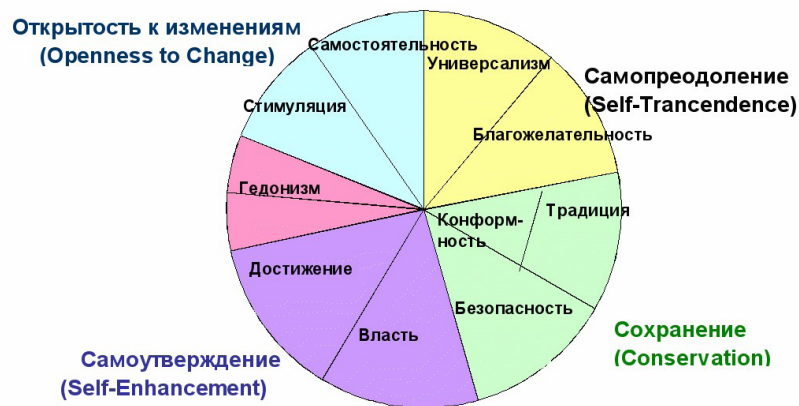 Открытость к изменениям
(Openness to Change)
Самостоятельность
Универсализм
Самопреодоление
(Self-Trancendence)
Стимуляция
Благожелательность
Гедонизм
Конформ-
ность
Традиция
Достижение
Безопасность
Власть
Сохранение
(Conservation)
Самоутверждение
(Self-Enhancement)